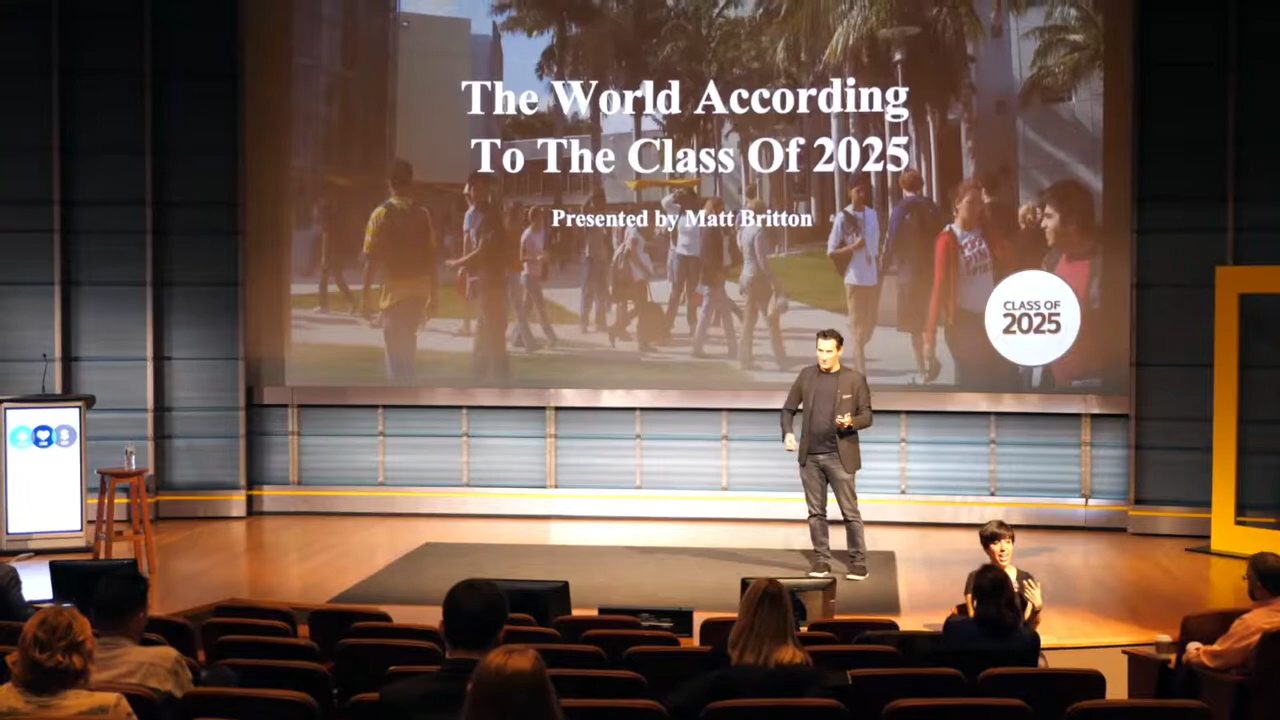 The World According
To The Class Of 2025
Presented by Matt Britton
CLASS OF
2025